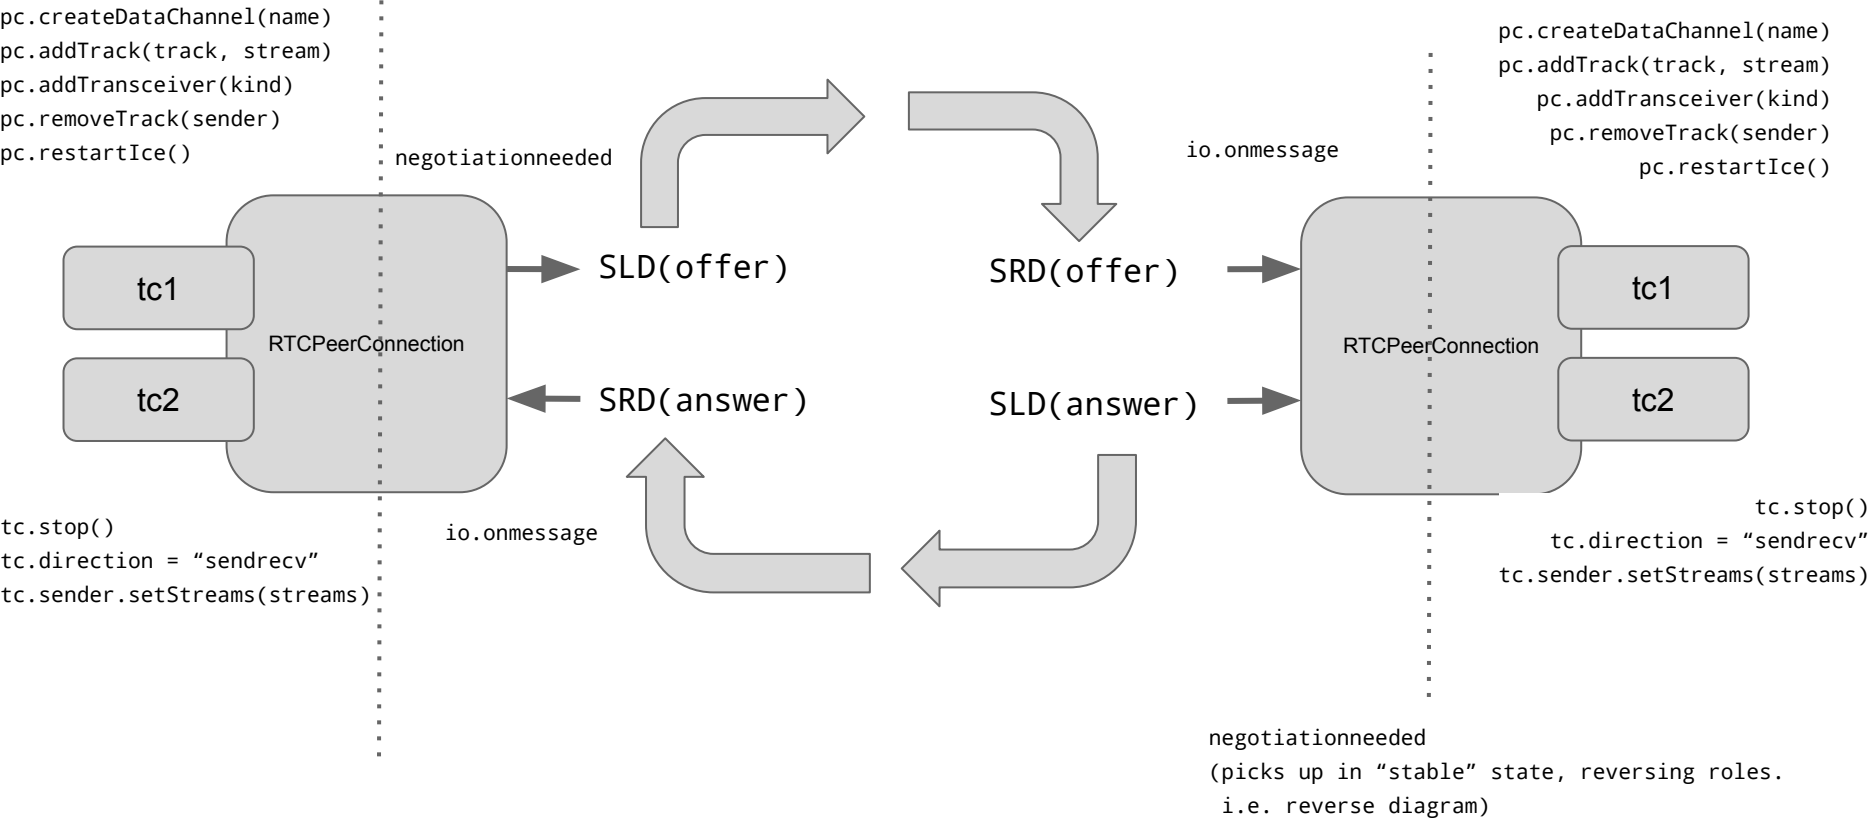 pc.createDataChannel(name)
pc.addTrack(track, stream)
pc.addTransceiver(kind)
pc.removeTrack(sender)
pc.restartIce()
negotiationneeded
io.onmessage
pc.createDataChannel(name)
pc.addTrack(track, stream)
pc.addTransceiver(kind)
pc.removeTrack(sender)
pc.restartIce()
tc1
tc2
RTCPeerConnection
SLD(offer)
SRD(answer)
SRD(offer)
SLD(answer)
RTCPeerConnection
tc1
tc2
tc.stop()
tc.direction = “sendrecv”
tc.sender.setStreams(streams)
io.onmessage
tc.stop()
tc.direction = “sendrecv”
tc.sender.setStreams(streams)
negotiationneeded
(picks up in “stable” state, reversing roles.
i.e. reverse diagram)